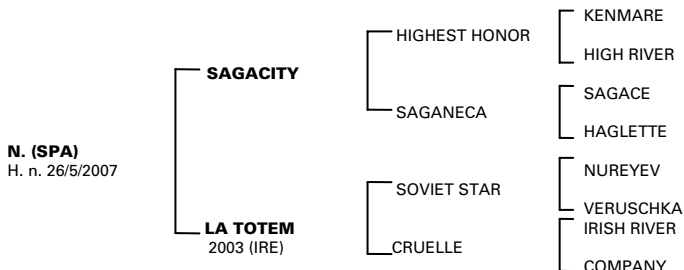 KENMARE
HIGHEST HONOR
HIGH RIVER
SAGACITY
SAGACE
SAGANECA
HAGLETTE
N. (SPA)
H. n. 26/5/2007
NUREYEV
SOVIET STAR
VERUSCHKA
LA TOTEM
2003 (IRE)
IRISH RIVER
CRUELLE
COMPANY